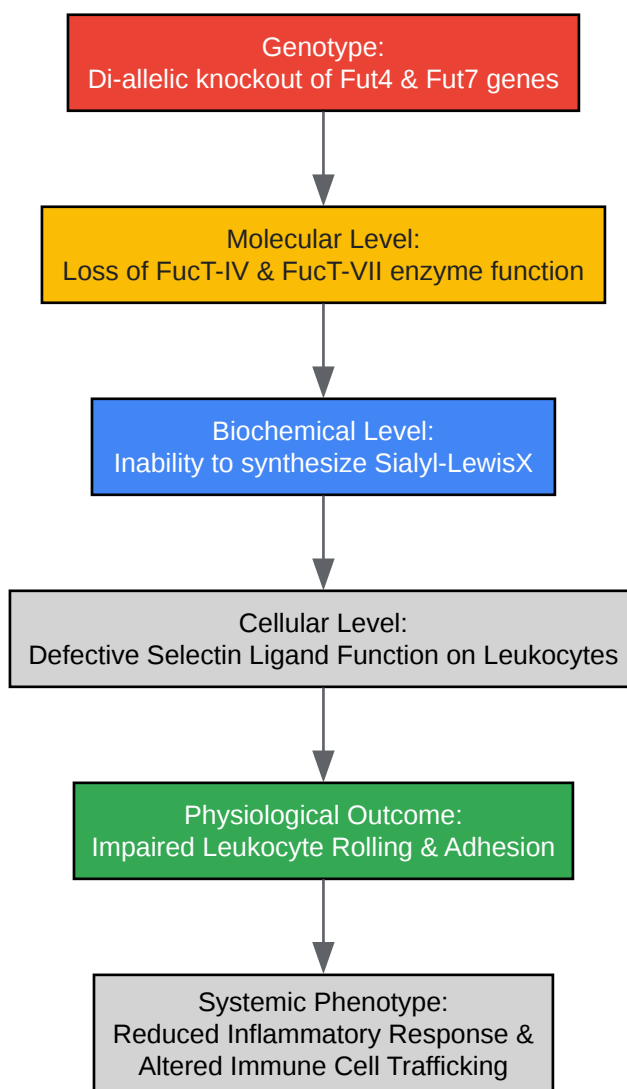 Genotype:
Di-allelic knockout of Fut4 & Fut7 genes
Molecular Level:
Loss of FucT-IV & FucT-VII enzyme function
Biochemical Level:
Inability to synthesize Sialyl-LewisX
Cellular Level:
Defective Selectin Ligand Function on Leukocytes
Physiological Outcome:
Impaired Leukocyte Rolling & Adhesion
Systemic Phenotype:
Reduced Inflammatory Response &
Altered Immune Cell Trafficking